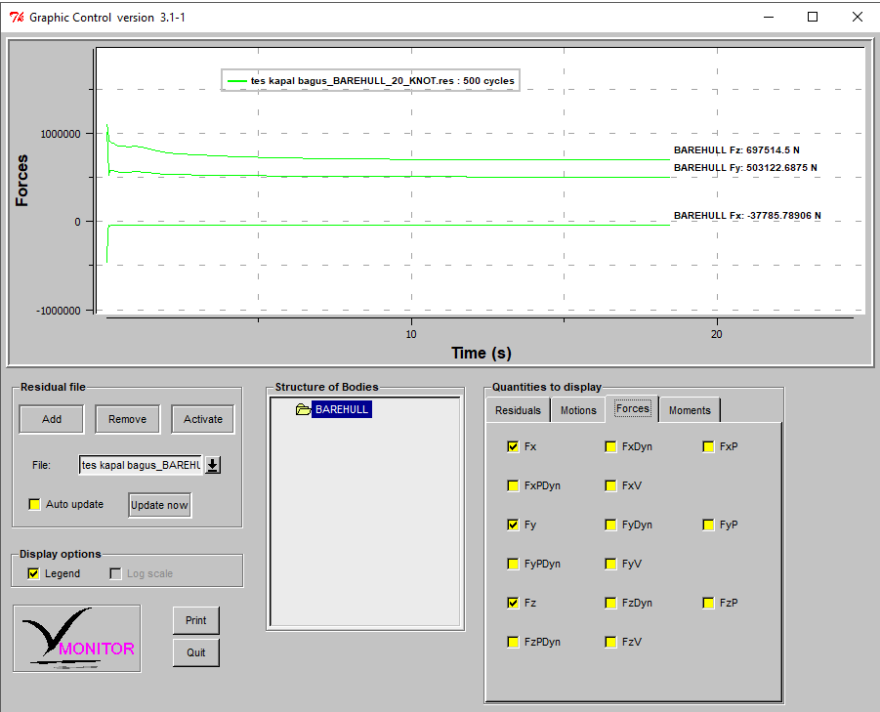 Graphic Control version 3.1-1
tes kapal bagus_BAREHULL_20_KNOT.res : 500 cycles
1000000
0
-1000000
Forces
BAREHULL Fz: 697514.5 N
BAREHULL Fy: 503122.6875 N
BAREHULL Fx: -37785.78906 N
10
20
Time (s)
Residual file
Add
Remove
Activate
File:
tes kapal bagus_BAREHU
Auto update
Update now
Display options
Legend
Log scale
MONITOR
Print
Quit
Structure of Bodies
BAREHULL
Quantities to display
Residuals
Motions
Forces
Moments
Fx
FxDyn
FxP
FxPDyn
FxV
Fy
FyDyn
FyP
FyPDyn
FyV
Fz
FzDyn
FzP
FzPDyn
FzV